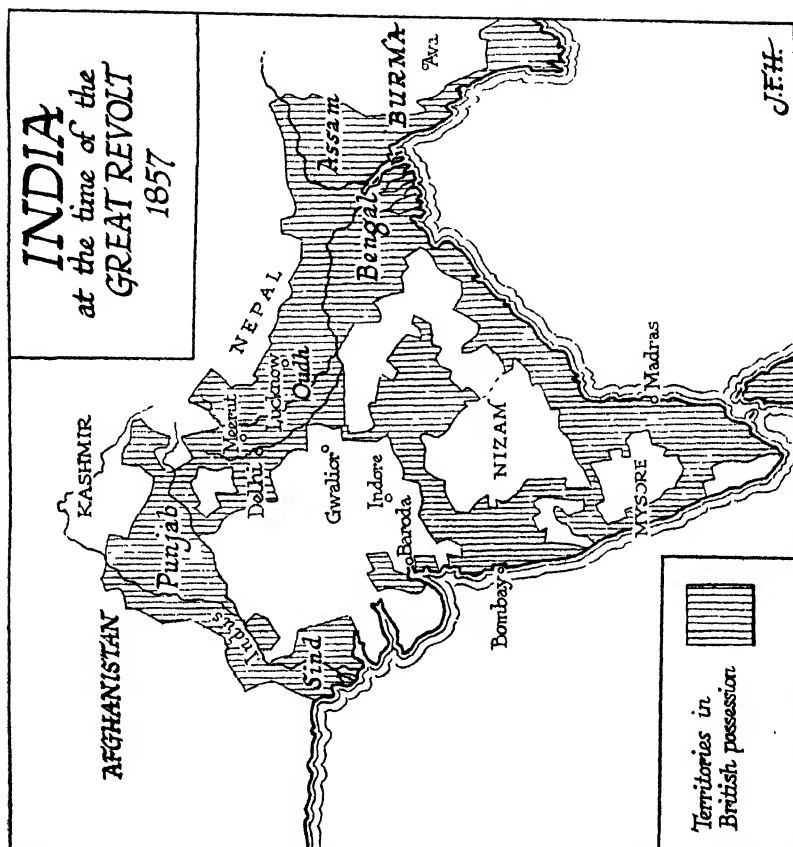 INDIA
at the time of the
GREAT REVOLT
1857
AFGHANISTAN
KASHMIR
Punjab
Indus
Sind
Delhi
Meerut
Lucknow
Oudh
NEPAL
Assam
Bengal
BURMA
Ava
Gwalior
Indore
Baroda
Bombay
NIZAM
MYSORE
Madras
Territories in
British possession
J.F.H.